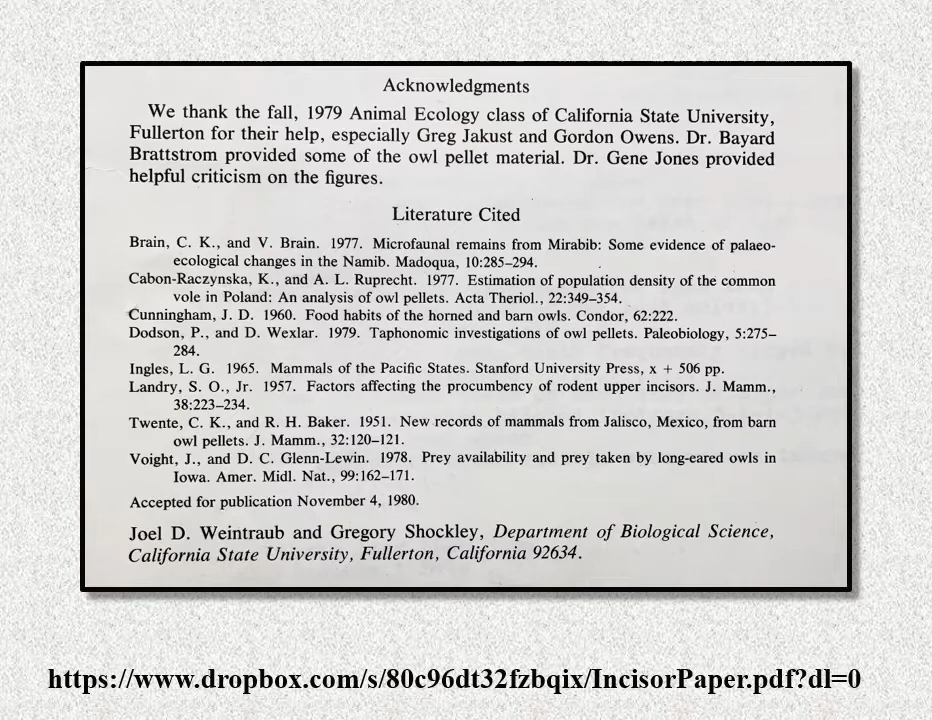 Acknowledgments
We thank the fall, 1979 Animal Ecology class of California State University,
Fullerton for their help, especially Greg Jakust and Gordon Owens. Dr. Bayard
Brattstrom provided some of the owl pellet material. Dr. Gene Jones provided
helpful criticism on the figures.
Literature Cited
Brain, C. K., and V. Brain. 1977. Microfaunal remains from Mirabib: Some evidence of palaeo-
ecological changes in the Namib. Madoqua, 10:285–294.
Cabon-Raczynska, K., and A. L. Ruprecht. 1977. Estimation of population density of the common
vole in Poland: An analysis of owl pellets. Acta Theriol., 22:349–354.
Cunningham, J. D. 1960. Food habits of the horned and barn owls. Condor, 62:222.
Dodson, P., and D. Wexlar. 1979. Taphonomic investigations of owl pellets. Paleobiology, 5:275–
284.
Ingles, L. G. 1965. Mammals of the Pacific States. Stanford University Press, x + 506 pp.
Landry, S. O., Jr. 1957. Factors affecting the procumbency of rodent upper incisors. J. Mamm.,
38:223–234.
Twente, C. K., and R. H. Baker. 1951. New records of mammals from Jalisco, Mexico, from barn
owl pellets. J. Mamm., 32:120–121.
Voight, J., and D. C. Glenn-Lewin. 1978. Prey availability and prey taken by long-eared owls in
Iowa. Amer. Midl. Nat., 99:162–171.
Accepted for publication November 4, 1980.
Joel D. Weintraub and Gregory Shockley, Department of Biological Science,
California State University, Fullerton, California 92634.
https://www.dropbox.com/s/80c96dt32fzbqix/IncisorPaper.pdf?dl=0